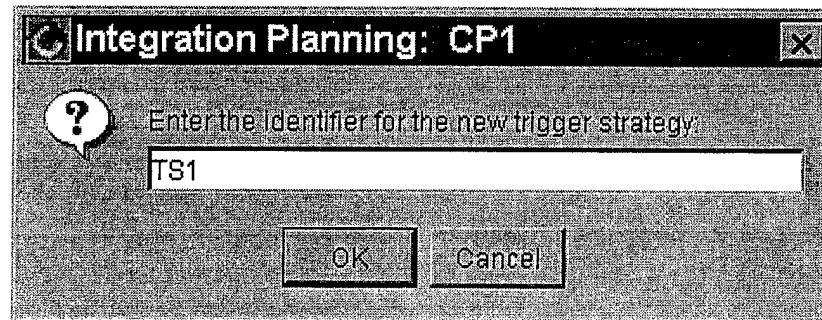 Integration Planning: CP1
?
Enter the identifier for the new trigger strategy:
TS1
OK Cancel